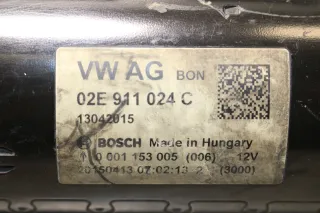 VW AG BON
02E 911 024 C
13042015
BOSCH Made in Hungary
0 001 153 005 (006) 12V
20150413 07:02:13 2 (3000)